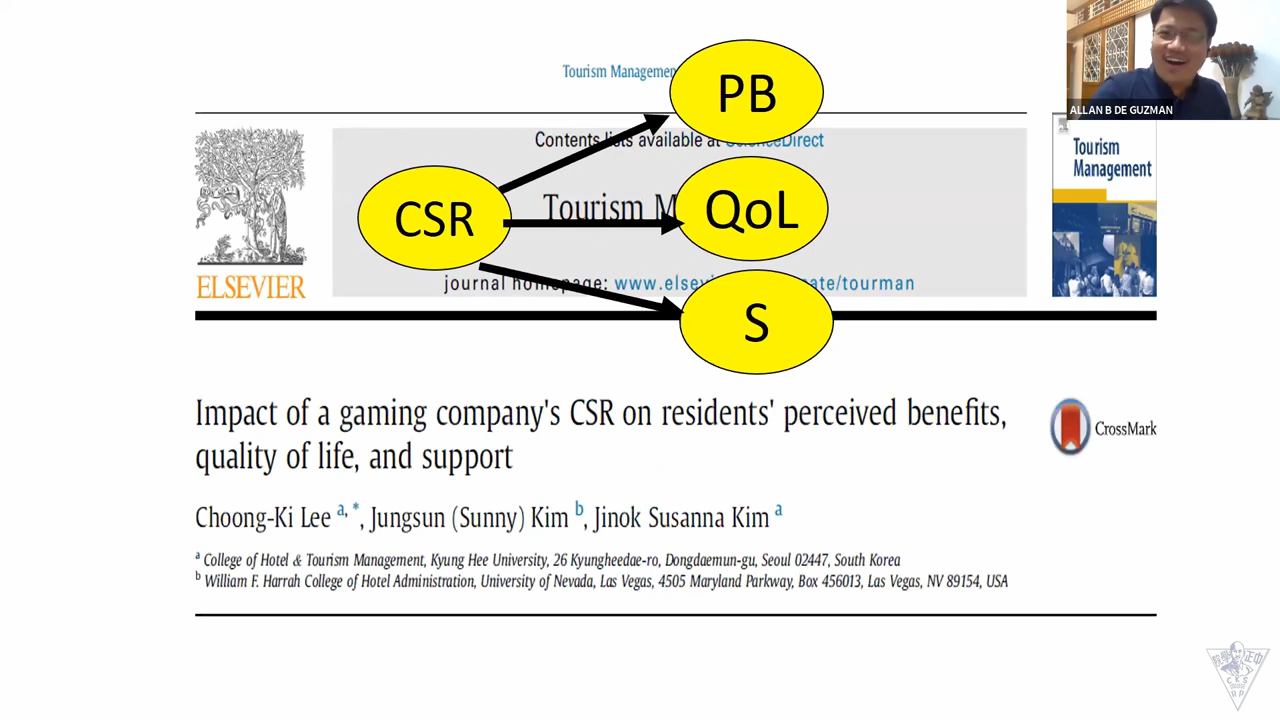 ALLAN B DE GUZMAN
PB
Tourism Managemen
CSR
QoL
S
Contents lists available at ScienceDirect
Tourism M
journal homepage: www.elsev
ate/tourman
ELSEVIER
Tourism
Management
Impact of a gaming company's CSR on residents' perceived benefits,
quality of life, and support
CrossMark
Choong-Ki Lee a, *, Jungsun (Sunny) Kim b, Jinok Susanna Kim a
a College of Hotel & Tourism Management, Kyung Hee University, 26 Kyungheedae-ro, Dongdaemun-gu, Seoul 02447, South Korea
b William F. Harrah College of Hotel Administration, University of Nevada, Las Vegas, 4505 Maryland Parkway, Box 456013, Las Vegas, NV 89154, USA
C K S